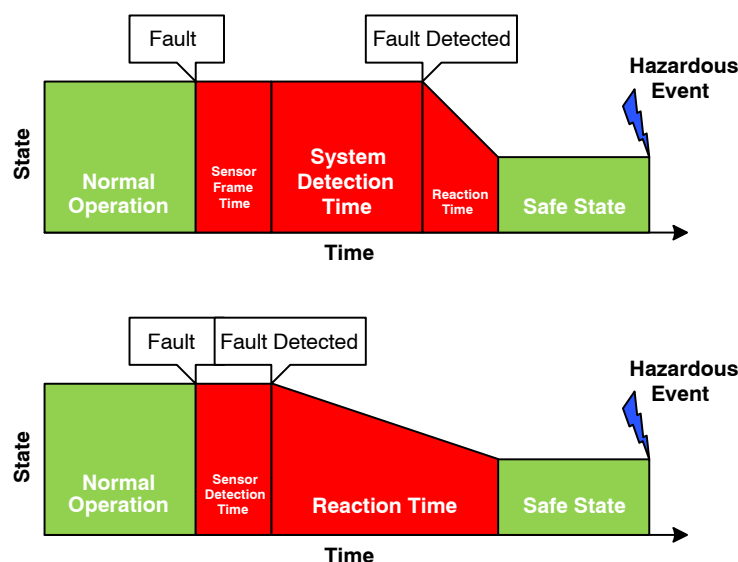 Fault
Fault Detected
Hazardous
Event
State
Normal
Operation
Sensor
Frame
Time
System
Detection
Time
Reaction
Time
Safe State
Time
Fault
Fault Detected
Hazardous
Event
State
Normal
Operation
Sensor
Detection
Time
Reaction Time
Safe State
Time